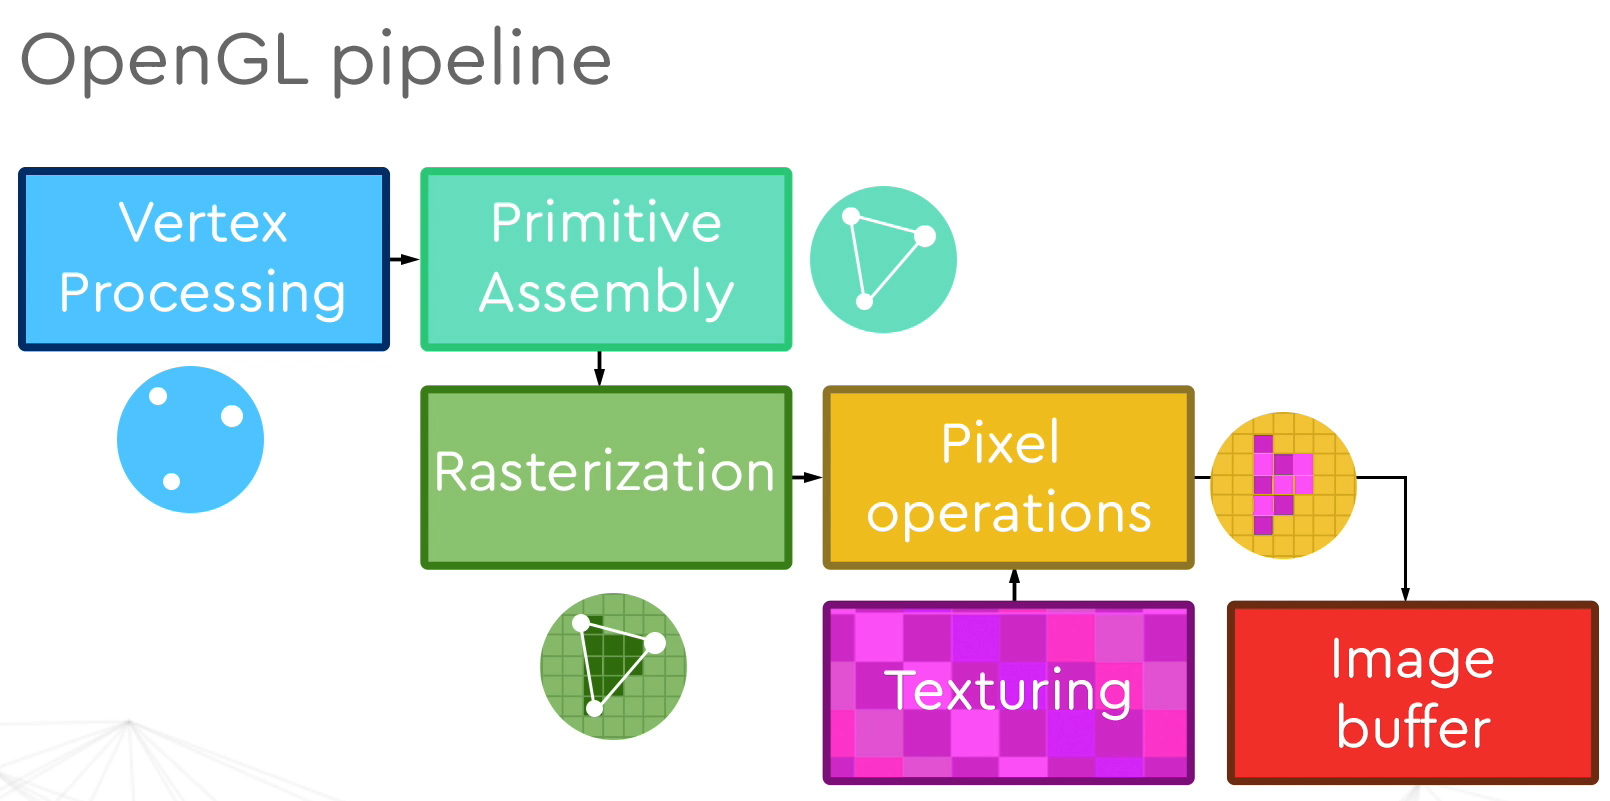 OpenGL pipeline
Vertex
Processing
Primitive
Assembly
Rasterization
Pixel
operations
Texturing
Image
buffer